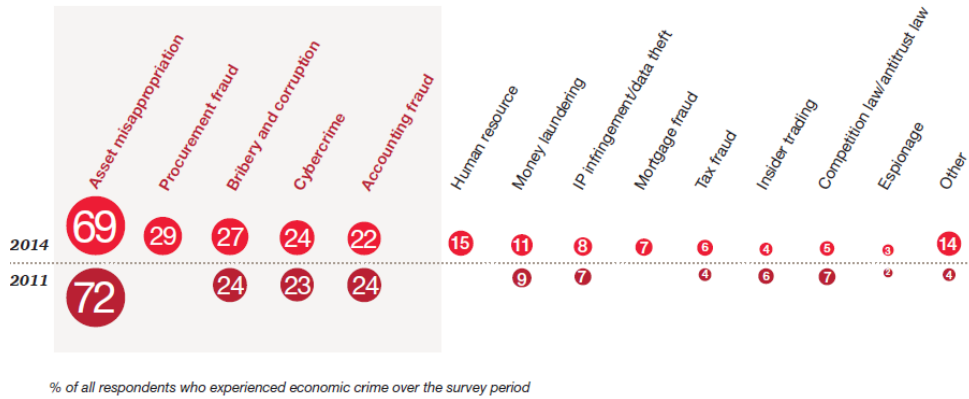 Asset misappropriation
Procurement fraud
Bribery and corruption
Cybercrime
Accounting fraud
Human resource
Money laundering
IP infringement/data theft
Mortgage fraud
Tax fraud
Insider trading
Competition law/antitrust law
Espionage
Other
2014 69 29 27 24 22 15 11 8 7 6 4 5 3 14
2011 72 24 23 24 9 7 4 6 7 2 4
% of all respondents who experienced economic crime over the survey period